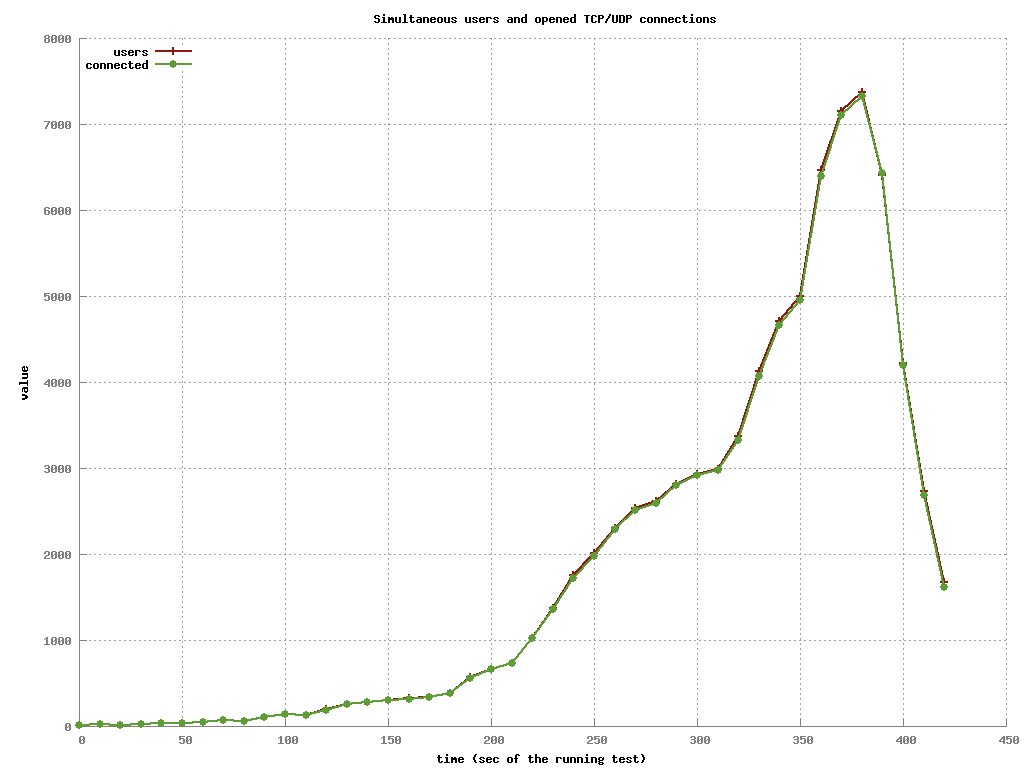 Simultaneous users and opened TCP/UDP connections
8000
users
connected
7000
6000
5000
value
4000
3000
2000
1000
0
0 50 100 150 200 250 300 350 400 450
time (sec of the running test)